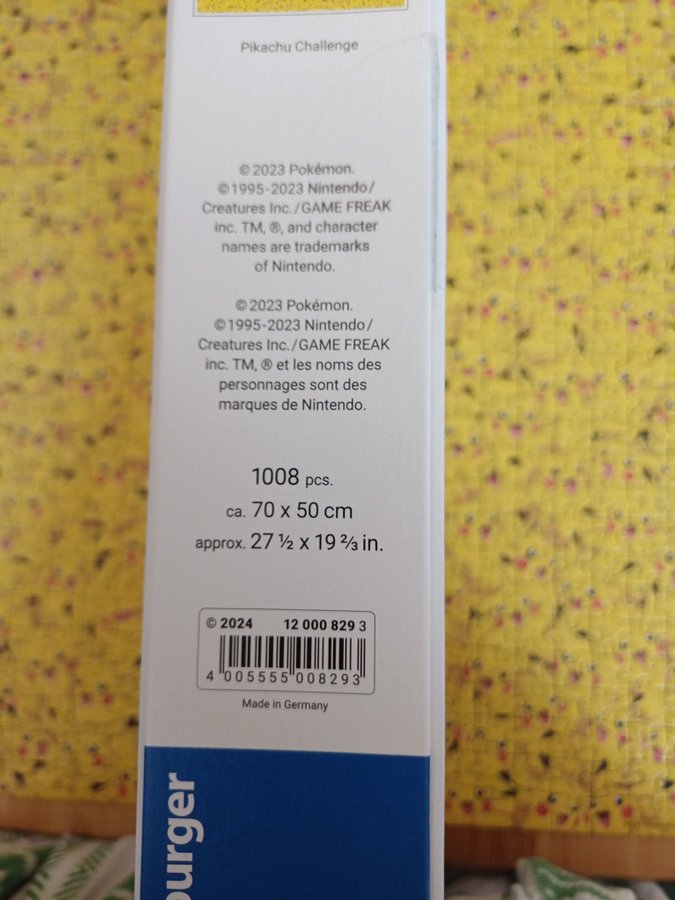 Pikachu Challenge
© 2023 Pokémon.
© 1995-2023 Nintendo/
Creatures Inc./GAME FREAK
inc. TM, ®, and character
names are trademarks
of Nintendo.
© 2023 Pokémon.
© 1995-2023 Nintendo/
Creatures Inc./GAME FREAK
inc. TM, ® et les noms des
personnages sont des
marques de Nintendo.
1008 pcs.
ca. 70 x 50 cm
approx. 27 ½ x 19 ⅔ in.
© 2024 12 000 829 3
4 005555 008293
Made in Germany
burger